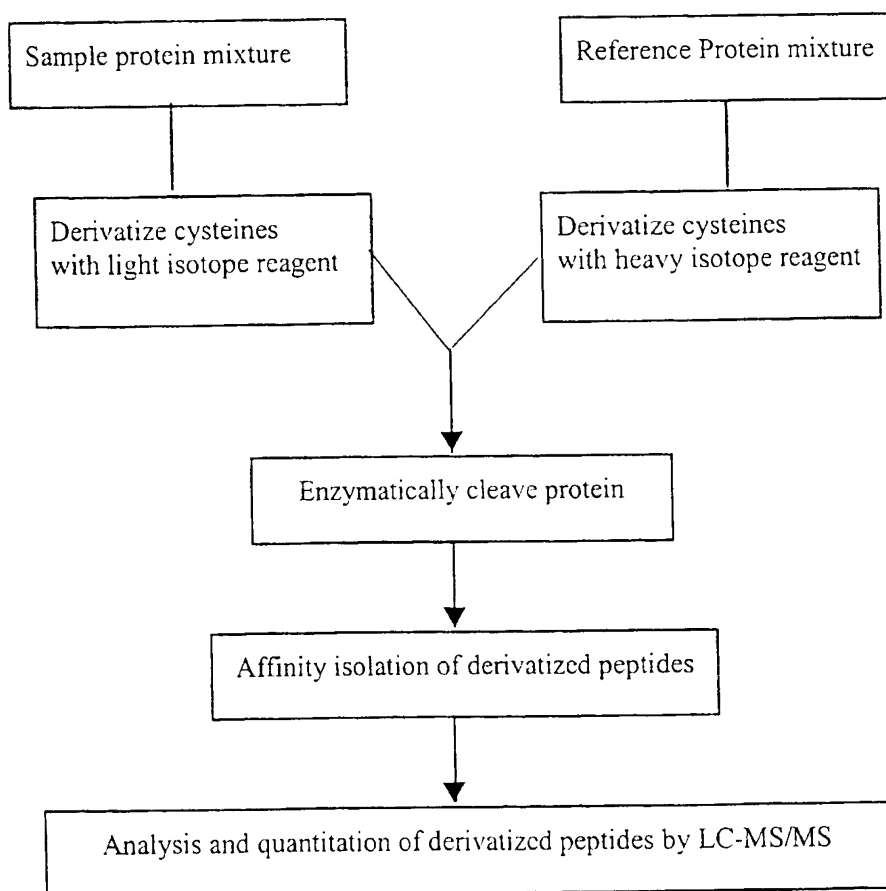 Sample protein mixture
Reference Protein mixture
Derivatize cysteines
with light isotope reagent
Derivatize cysteines
with heavy isotope reagent
Enzymatically cleave protein
Affinity isolation of derivatized peptides
Analysis and quantitation of derivatized peptides by LC-MS/MS